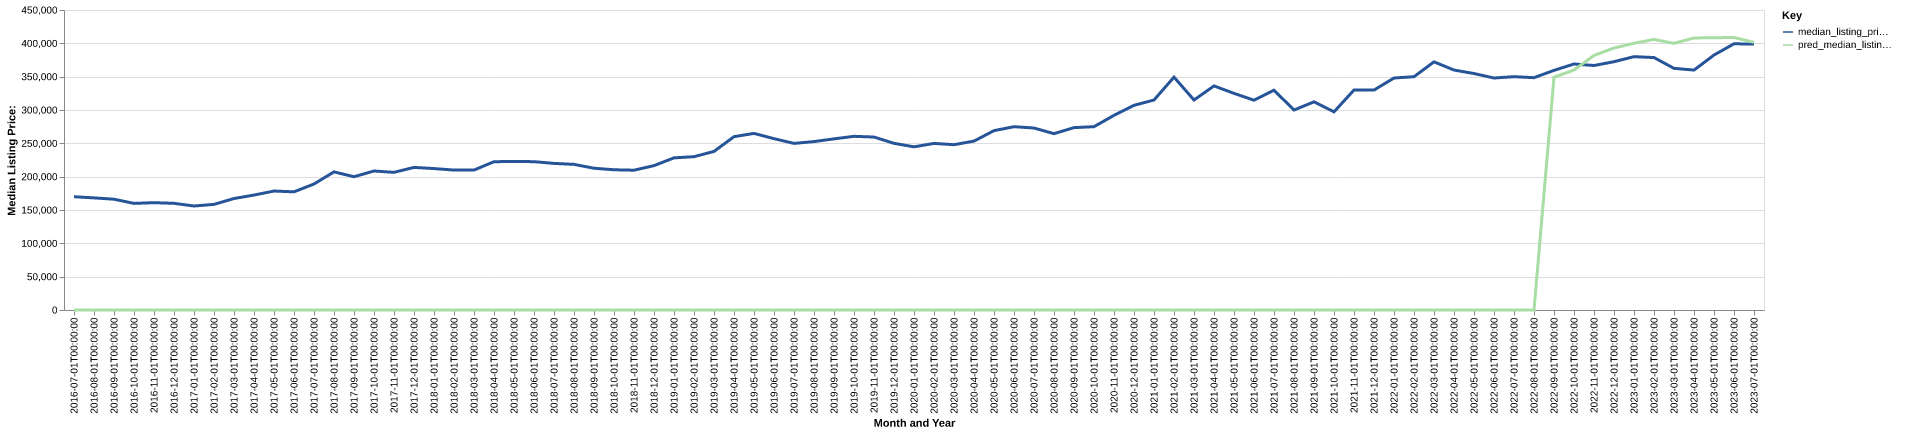 450,000
400,000
350,000
300,000
250,000
200,000
150,000
100,000
50,000
0
Median Listing Price:
2016-07-01T00:00:00
2016-08-01T00:00:00
2016-09-01T00:00:00
2016-10-01T00:00:00
2016-11-01T00:00:00
2016-12-01T00:00:00
2017-01-01T00:00:00
2017-02-01T00:00:00
2017-03-01T00:00:00
2017-04-01T00:00:00
2017-05-01T00:00:00
2017-06-01T00:00:00
2017-07-01T00:00:00
2017-08-01T00:00:00
2017-09-01T00:00:00
2017-10-01T00:00:00
2017-11-01T00:00:00
2017-12-01T00:00:00
2018-01-01T00:00:00
2018-02-01T00:00:00
2018-03-01T00:00:00
2018-04-01T00:00:00
2018-05-01T00:00:00
2018-06-01T00:00:00
2018-07-01T00:00:00
2018-08-01T00:00:00
2018-09-01T00:00:00
2018-10-01T00:00:00
2018-11-01T00:00:00
2018-12-01T00:00:00
2019-01-01T00:00:00
2019-02-01T00:00:00
2019-03-01T00:00:00
2019-04-01T00:00:00
2019-05-01T00:00:00
2019-06-01T00:00:00
2019-07-01T00:00:00
2019-08-01T00:00:00
2019-09-01T00:00:00
2019-10-01T00:00:00
2019-11-01T00:00:00
2019-12-01T00:00:00
2020-01-01T00:00:00
2020-02-01T00:00:00
2020-03-01T00:00:00
2020-04-01T00:00:00
2020-05-01T00:00:00
2020-06-01T00:00:00
2020-07-01T00:00:00
2020-08-01T00:00:00
2020-09-01T00:00:00
2020-10-01T00:00:00
2020-11-01T00:00:00
2020-12-01T00:00:00
2021-01-01T00:00:00
2021-02-01T00:00:00
2021-03-01T00:00:00
2021-04-01T00:00:00
2021-05-01T00:00:00
2021-06-01T00:00:00
2021-07-01T00:00:00
2021-08-01T00:00:00
2021-09-01T00:00:00
2021-10-01T00:00:00
2021-11-01T00:00:00
2021-12-01T00:00:00
2022-01-01T00:00:00
2022-02-01T00:00:00
2022-03-01T00:00:00
2022-04-01T00:00:00
2022-05-01T00:00:00
2022-06-01T00:00:00
2022-07-01T00:00:00
2022-08-01T00:00:00
2022-09-01T00:00:00
2022-10-01T00:00:00
2022-11-01T00:00:00
2022-12-01T00:00:00
2023-01-01T00:00:00
2023-02-01T00:00:00
2023-03-01T00:00:00
2023-04-01T00:00:00
2023-05-01T00:00:00
2023-06-01T00:00:00
2023-07-01T00:00:00
Month and Year
Key
median_listing_pri…
pred_median_listin…